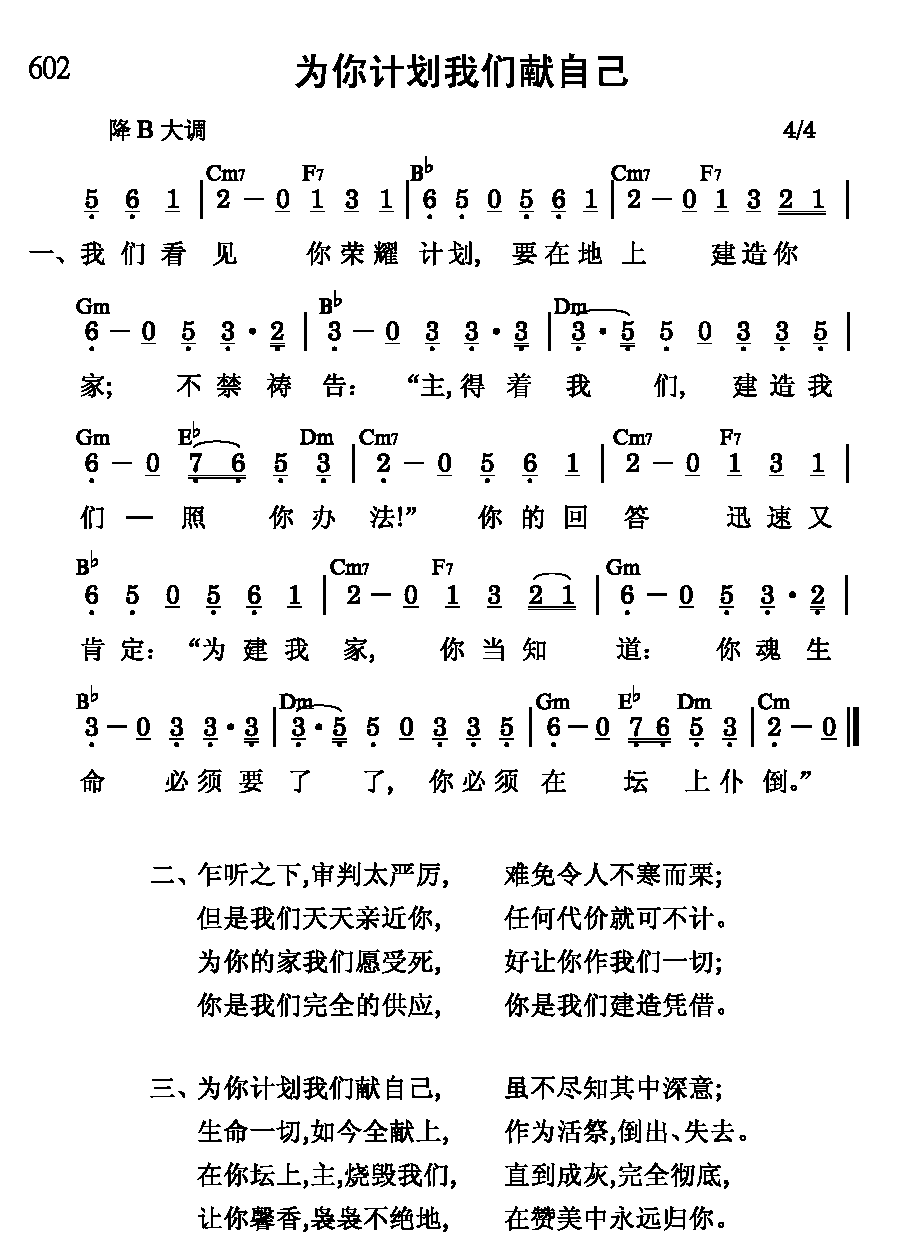 602 为你计划我们献自己
降 B 大调 4/4
Cm7 F7 B♭ Cm7 F7
5 6 1 | 2 - 0 1 3 1 | 6 5 0 5 6 1 | 2 - 0 1 3 2 1 |
一、我 们 看 见 你 荣 耀 计 划, 要 在 地 上 建 造 你
Gm B♭ Dm
6 - 0 5 3 · 2 | 3 - 0 3 3 · 3 | 3 · 5 5 0 3 3 5 |
家; 不 禁 祷 告: “主, 得 着 我 们, 建 造 我
Gm E♭ Dm Cm7 Cm7 F7
6 - 0 7 6 5 3 | 2 - 0 5 6 1 | 2 - 0 1 3 1 |
们 一 照 你 办 法!” 你 的 回 答 迅 速 又
B♭ Cm7 F7 Gm
6 5 0 5 6 1 | 2 - 0 1 3 2 1 | 6 - 0 5 3 · 2 |
肯 定: “为 建 我 家, 你 当 知 道: 你 魂 生
B♭ Dm Gm E♭ Dm Cm
3 - 0 3 3 · 3 | 3 · 5 5 0 3 3 5 | 6 - 0 7 6 5 3 | 2 - 0 ‖
命 必 须 要 了 了, 你 必 须 在 坛 上 仆 倒。”
二、乍听之下,审判太严厉, 难免令人不寒而栗;
但是我们天天亲近你, 任何代价就可不计。
为你的家我们愿受死, 好让你作我们一切;
你是我们完全的供应, 你是我们建造凭借。
三、为你计划我们献自己, 虽不尽知其中深意;
生命一切,如今全献上, 作为活祭,倒出、失去。
在你坛上,主,烧毁我们, 直到成灰,完全彻底,
让你馨香,袅袅不绝地, 在赞美中永远归你。